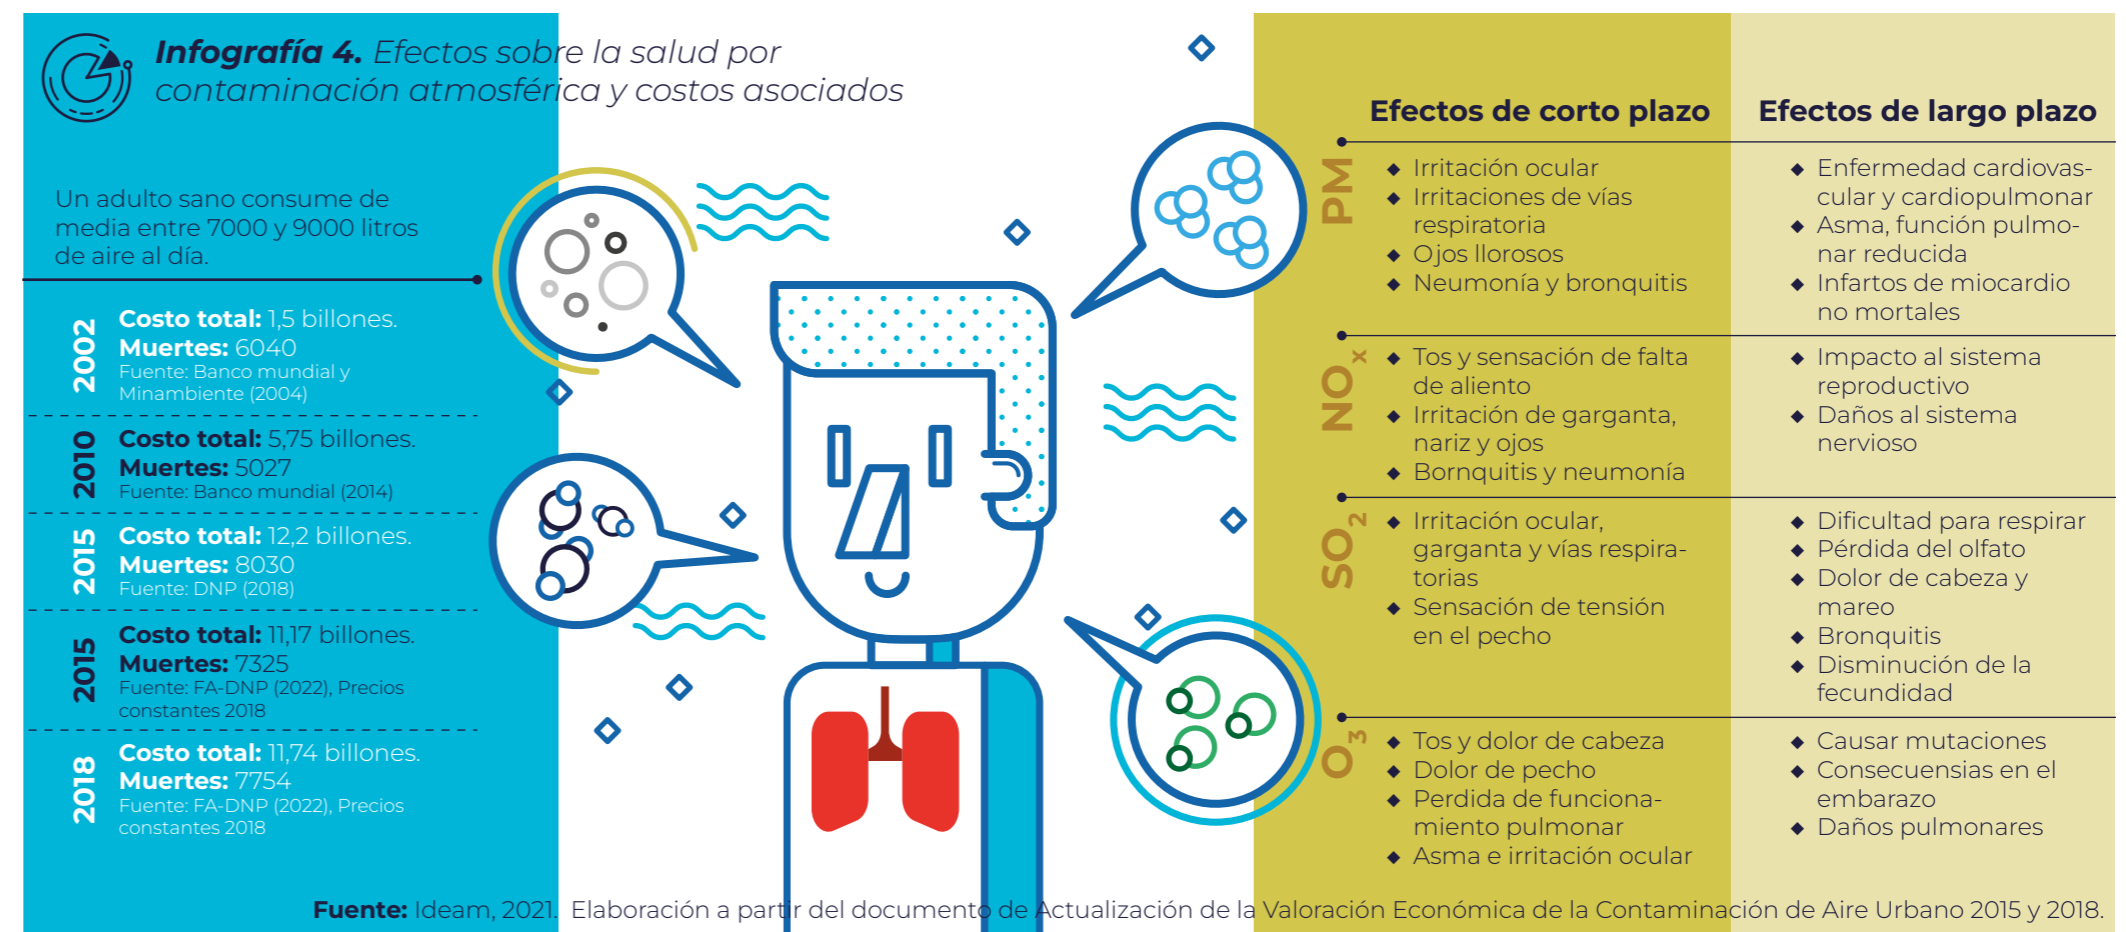 Infografía 4. Efectos sobre la salud por
contaminación atmosférica y costos asociados
Un adulto sano consume de
media entre 7000 y 9000 litros
de aire al día.
2002
Costo total: 1,5 billones.
Muertes: 6040
Fuente: Banco mundial y
Minambiente (2004)
2010
Costo total: 5,75 billones.
Muertes: 5027
Fuente: Banco mundial (2014)
2015
Costo total: 12,2 billones.
Muertes: 8030
Fuente: DNP (2018)
2015
Costo total: 11,17 billones.
Muertes: 7325
Fuente: FA-DNP (2022), Precios
constantes 2018
2018
Costo total: 11,74 billones.
Muertes: 7754
Fuente: FA-DNP (2022), Precios
constantes 2018
Efectos de corto plazo
Efectos de largo plazo
PM
◆ Irritación ocular
◆ Irritaciones de vías
respiratoria
◆ Ojos llorosos
◆ Neumonía y bronquitis
◆ Enfermedad cardiovas-
cular y cardiopulmonar
◆ Asma, función pulmo-
nar reducida
◆ Infartos de miocardio
no mortales
NOx
◆ Tos y sensación de falta
de aliento
◆ Irritación de garganta,
nariz y ojos
◆ Bornquitis y neumonía
◆ Impacto al sistema
reproductivo
◆ Daños al sistema
nervioso
SO2
◆ Irritación ocular,
garganta y vías respira-
torias
◆ Sensación de tensión
en el pecho
◆ Dificultad para respirar
◆ Pérdida del olfato
◆ Dolor de cabeza y
mareo
◆ Bronquitis
◆ Disminución de la
fecundidad
O3
◆ Tos y dolor de cabeza
◆ Dolor de pecho
◆ Perdida de funciona-
miento pulmonar
◆ Asma e irritación ocular
◆ Causar mutaciones
◆ Consecuensias en el
embarazo
◆ Daños pulmonares
Fuente: Ideam, 2021. Elaboración a partir del documento de Actualización de la Valoración Económica de la Contaminación de Aire Urbano 2015 y 2018.